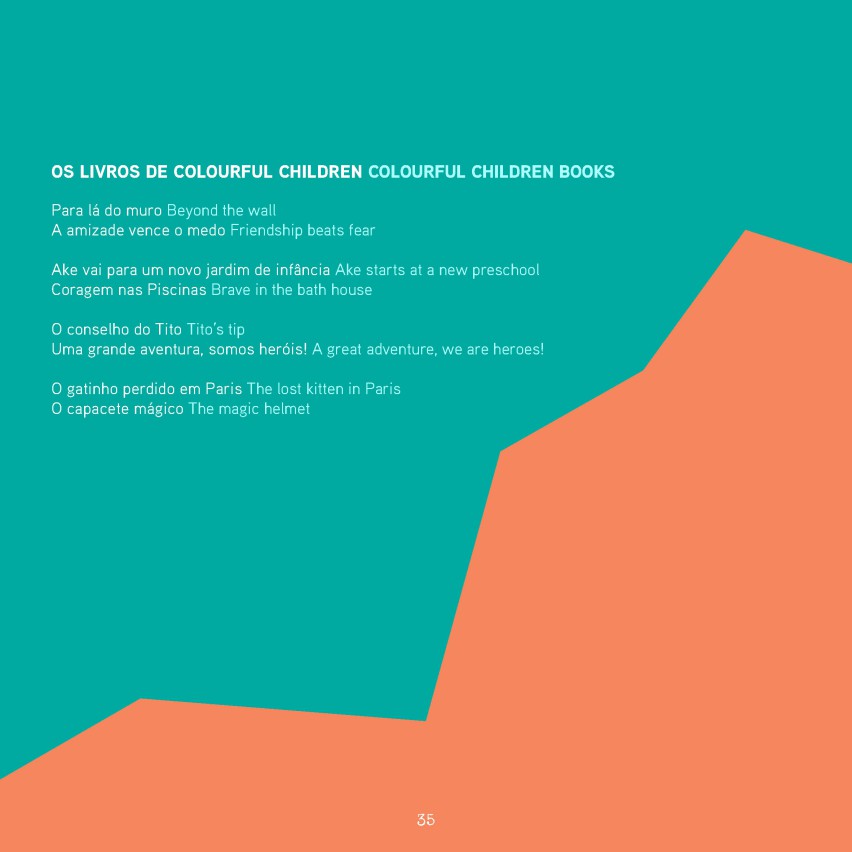 OS LIVROS DE COLOURFUL CHILDREN COLOURFUL CHILDREN BOOKS
Para lá do muro Beyond the wall
A amizade vence o medo Friendship beats fear
Ake vai para um novo jardim de infância Ake starts at a new preschool
Coragem nas Piscinas Brave in the bath house
O conselho do Tito Tito's tip
Uma grande aventura, somos heróis! A great adventure, we are heroes!
O gatinho perdido em Paris The lost kitten in Paris
O capacete mágico The magic helmet
35